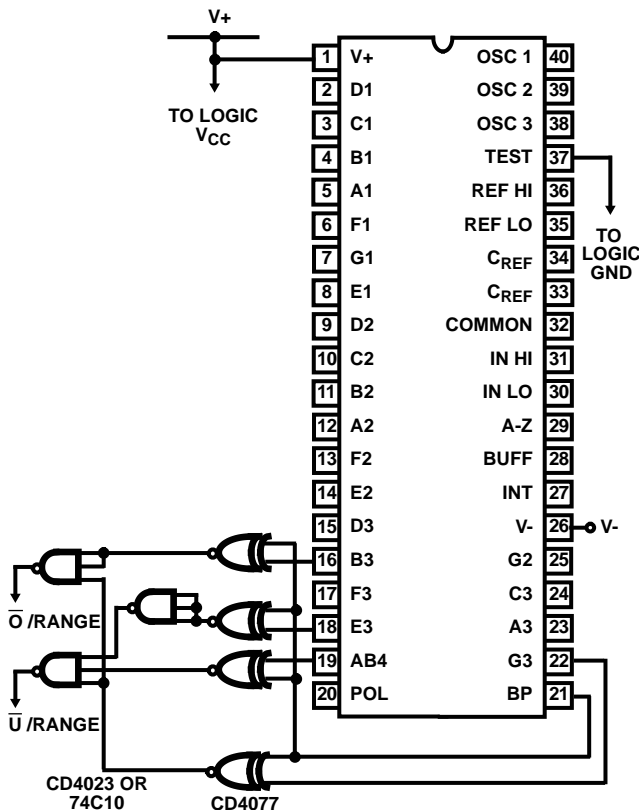 V+
TO LOGIC
VCC
1 V+ OSC 1 40
2 D1 OSC 2 39
3 C1 OSC 3 38
4 B1 TEST 37
5 A1 REF HI 36
6 F1 REF LO 35
7 G1 CREF 34
8 E1 CREF 33
9 D2 COMMON 32
10 C2 IN HI 31
11 B2 IN LO 30
12 A2 A-Z 29
13 F2 BUFF 28
14 E2 INT 27
15 D3 V- 26 V-
16 B3 G2 25
17 F3 C3 24
18 E3 A3 23
19 AB4 G3 22
20 POL BP 21
TO
LOGIC
GND
O̅ /RANGE
U̅ /RANGE
CD4023 OR
74C10
CD4077